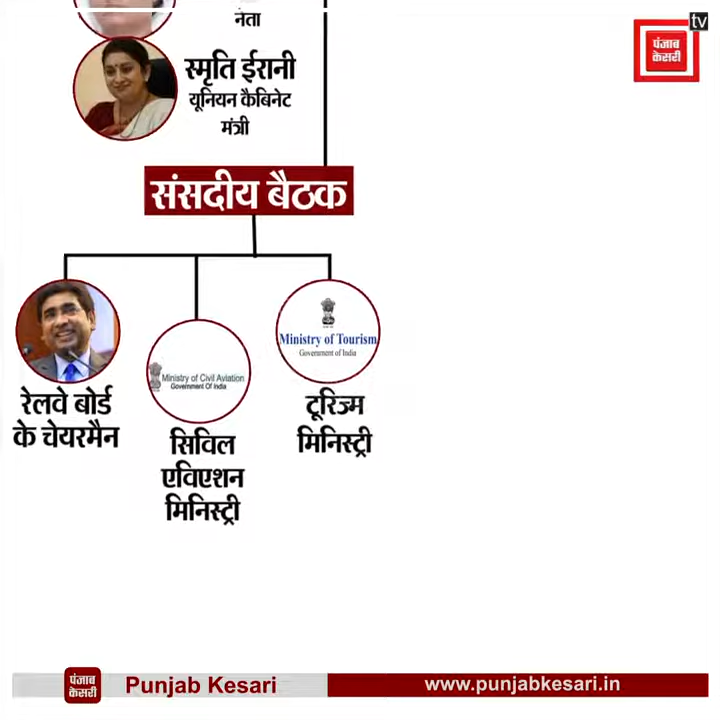 नेता
tv
पंजाब
केसरी
स्मृति ईरानी
यूनियन कैबिनेट
मंत्री
संसदीय बैठक
Ministry of Tourism
Government of India
Ministry of Civil Aviation
Government Of India
रेलवे बोर्ड
के चेयरमैन
टूरिज्म
मिनिस्ट्री
सिविल
एविएशन
मिनिस्ट्री
पंजाब
केसरी
Punjab Kesari
www.punjabkesari.in